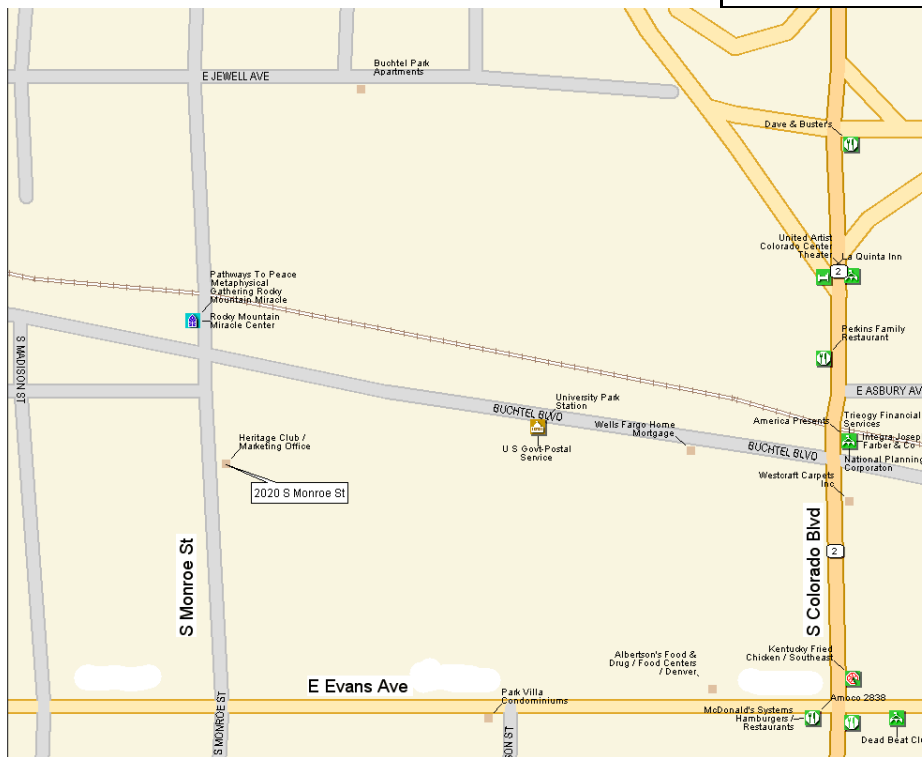 Buchtel Park
Apartments
E JEWELL AVE
Dave & Busters
United Artist
Colorado Center
Theater
La Quinta Inn
2
Pathways To Peace
Metaphysical
Gathering Rocky
Mountain Miracle
Rocky Mountain
Miracle Center
Perkins Family
Restaurant
S MADISON ST
E ASBURY AV
University Park
Station
BUCHTEL BLVD
America Presents
Trieogy Financial
Services
Wells Fargo Home
Mortgage
Integra Josep
Farber & Co
Heritage Club /
Marketing Office
U S Govt-Postal
Service
BUCHTEL BLVD
National Planning
Corporaton
Westcraft Carpets
Inc
2020 S Monroe St
S Monroe St
S Colorado Blvd
2
Kentucky Fried
Chicken / Southeast
Albertson's Food &
Drug / Food Centers
/ Denver
E Evans Ave
Park Villa
Condominiums
Amoco 2838
McDonald's Systems
Hamburgers /
Restaurants
S MONROE ST
SON ST
Dead Beat Cl